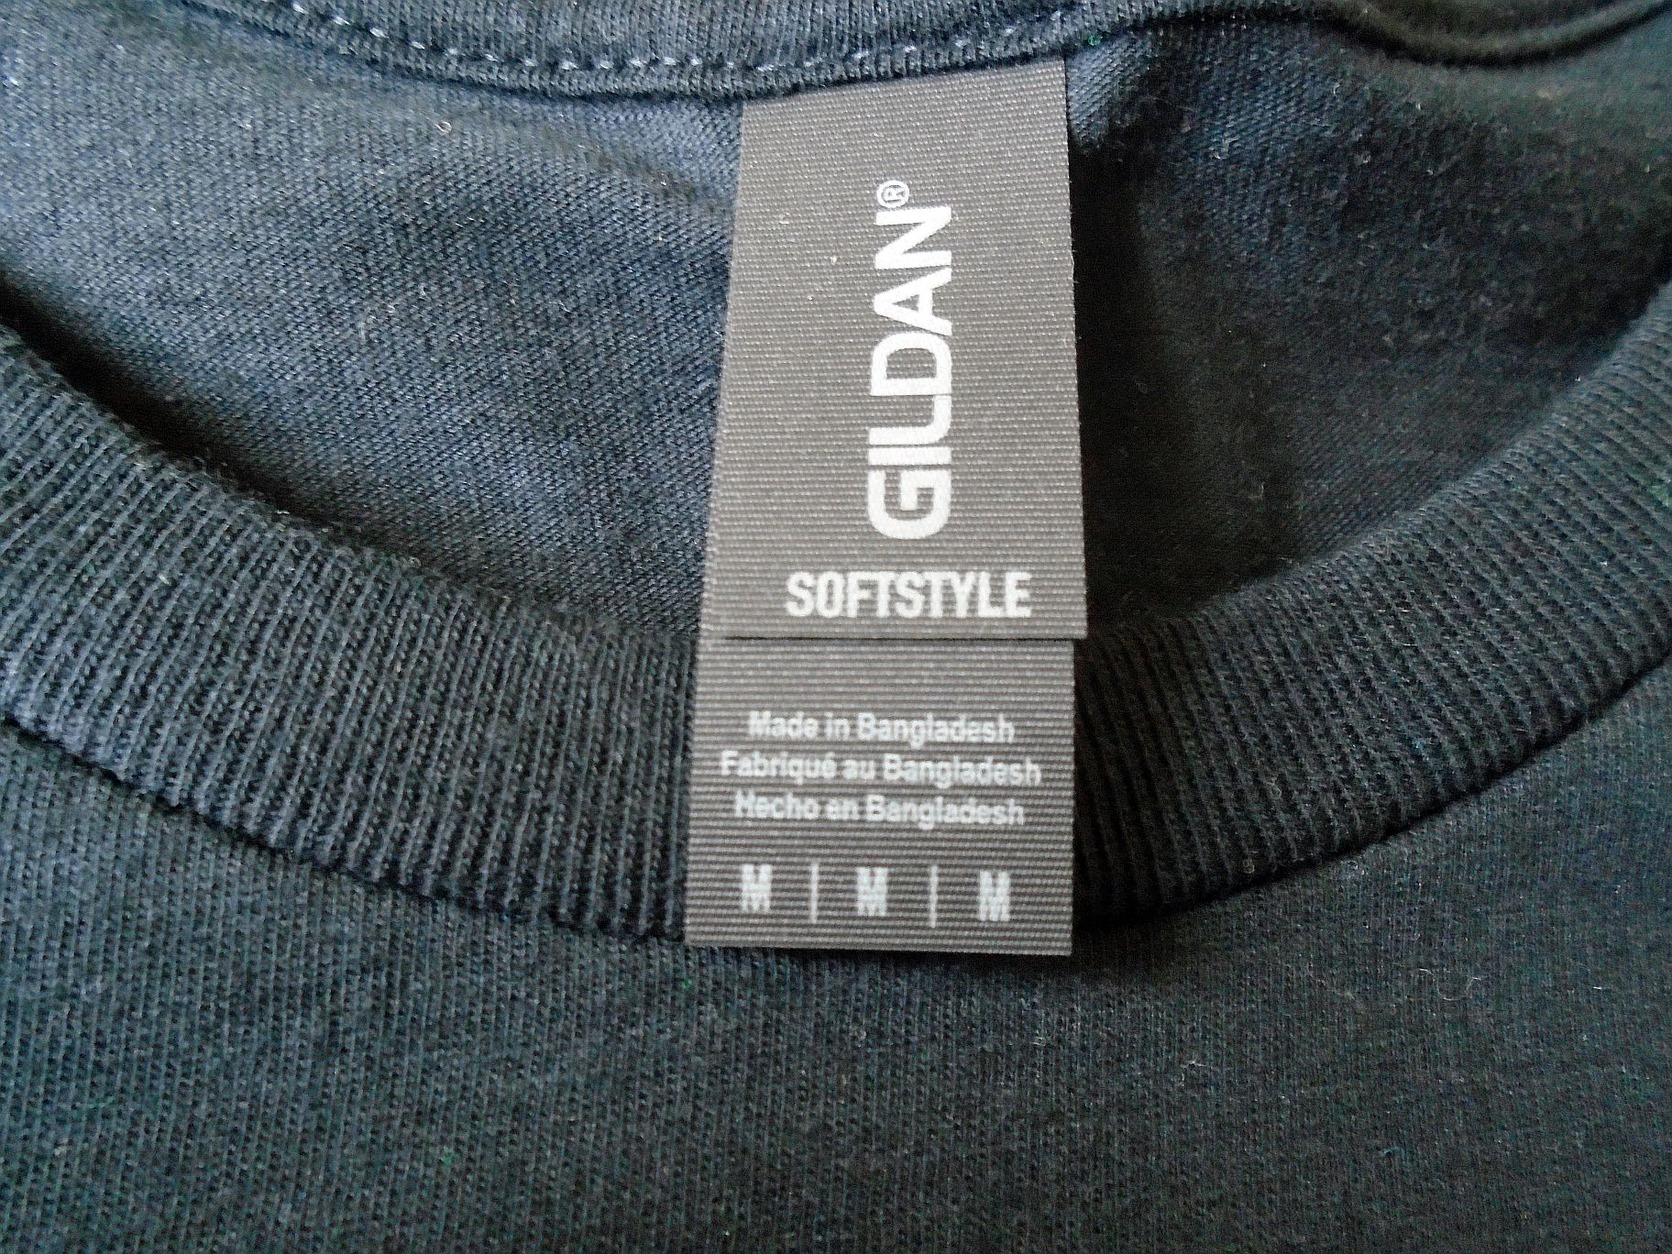 GILDAN®
SOFTSTYLE
Made in Bangladesh
Fabriqué au Bangladesh
Hecho en Bangladesh
M | M | M